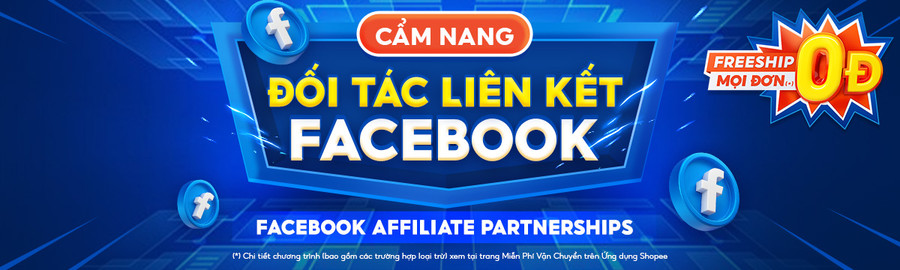 CẨM NANG
ĐỐI TÁC LIÊN KẾT
FACEBOOK
FREESHIP
MỌI ĐƠN(*)
0Đ
FACEBOOK AFFILIATE PARTNERSHIPS
(*) Chi tiết chương trình (bao gồm các trường hợp loại trừ) xem tại trang Miễn Phí Vận Chuyển trên Ứng dụng Shopee